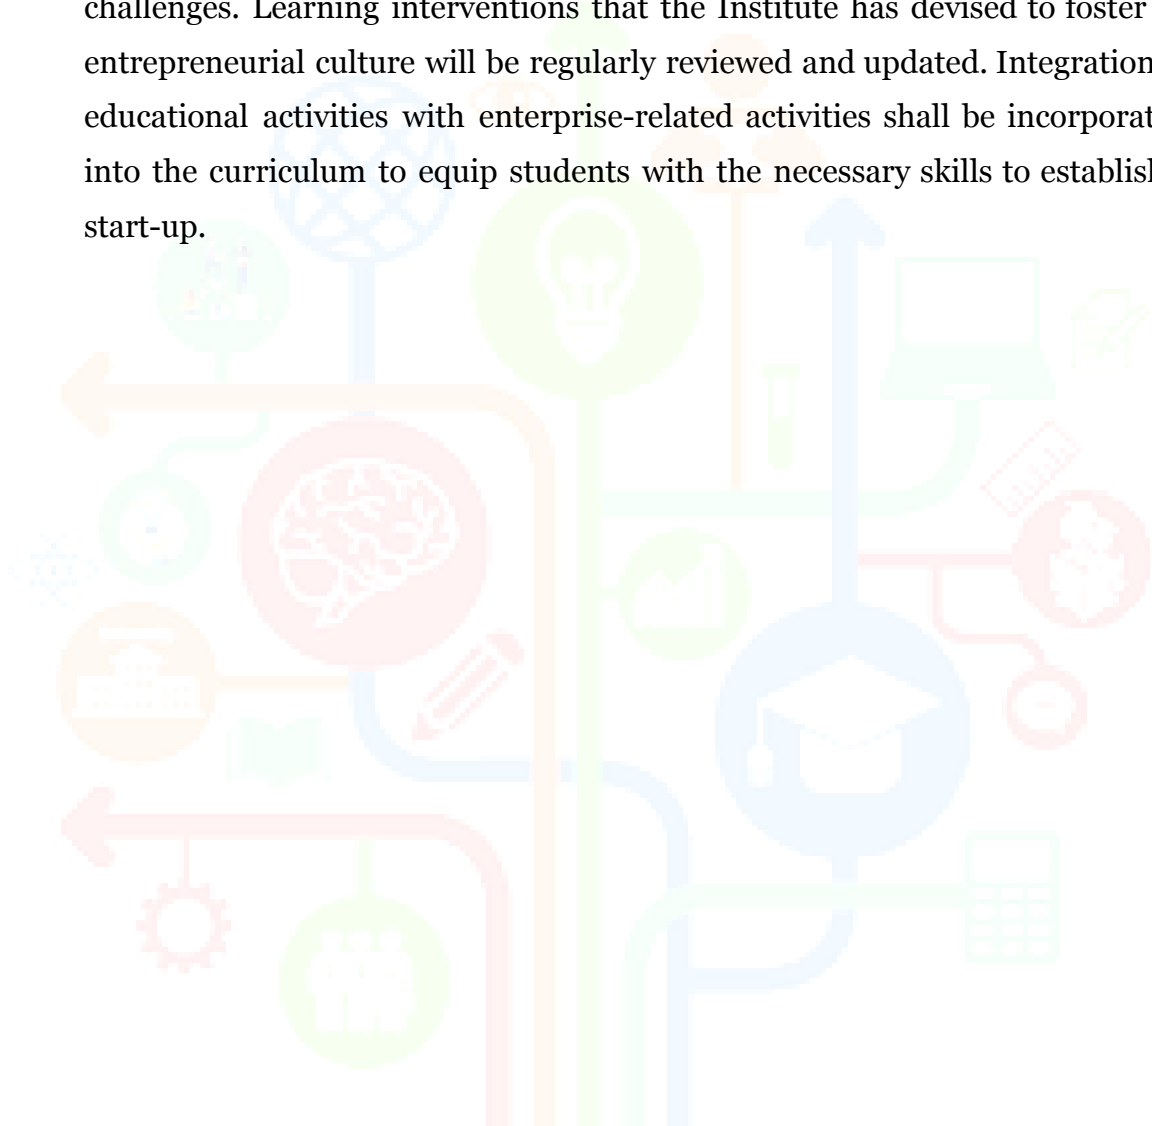 challenges. Learning interventions that the Institute has devised to foster
entrepreneurial culture will be regularly reviewed and updated. Integration
educational activities with enterprise-related activities shall be incorporat
into the curriculum to equip students with the necessary skills to establis
start-up.